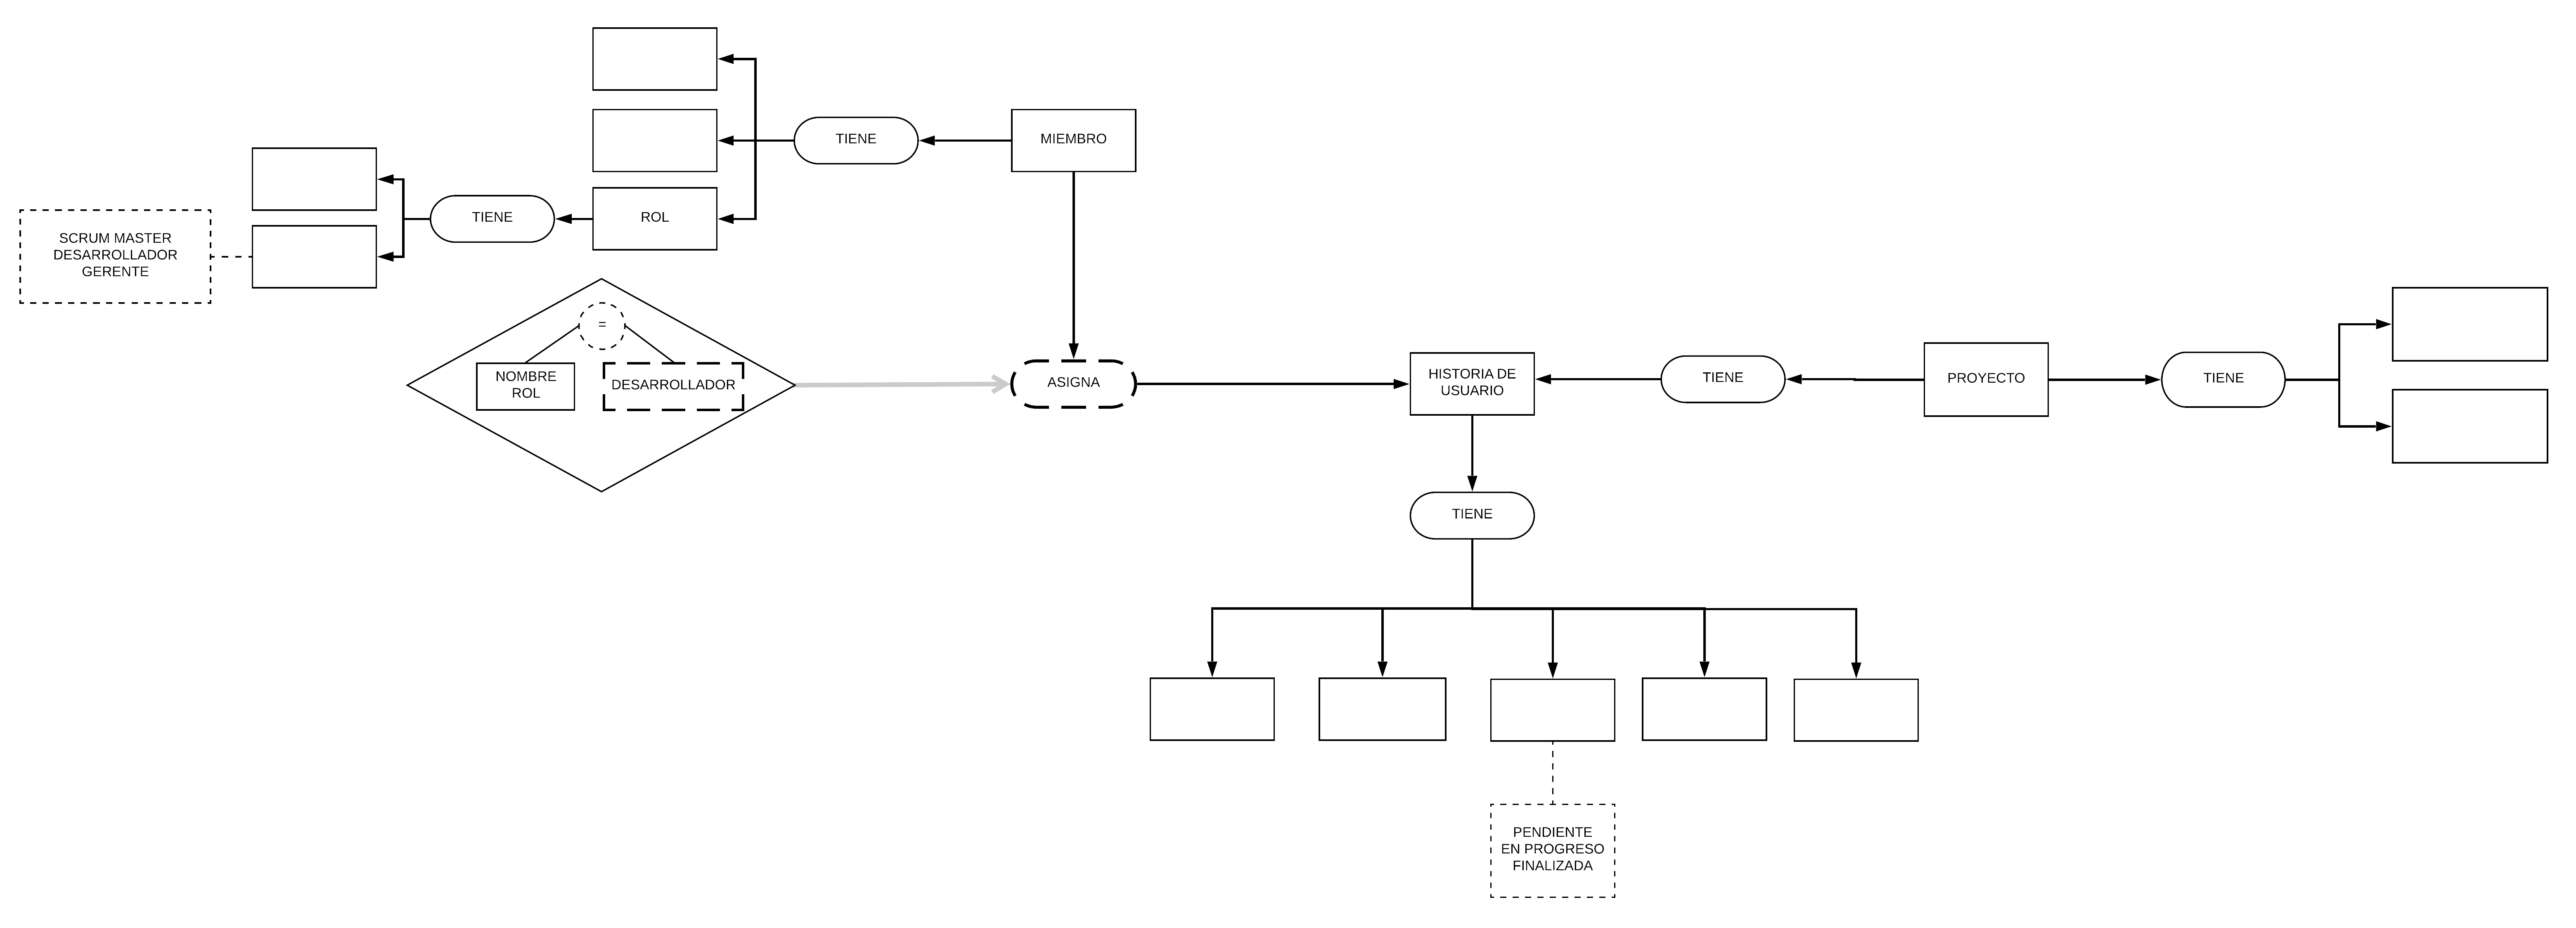 TIENE
MIEMBRO
TIENE
ROL
SCRUM MASTER
DESARROLLADOR
GERENTE
=
NOMBRE
ROL
DESARROLLADOR
ASIGNA
HISTORIA DE
USUARIO
TIENE
PROYECTO
TIENE
TIENE
PENDIENTE
EN PROGRESO
FINALIZADA